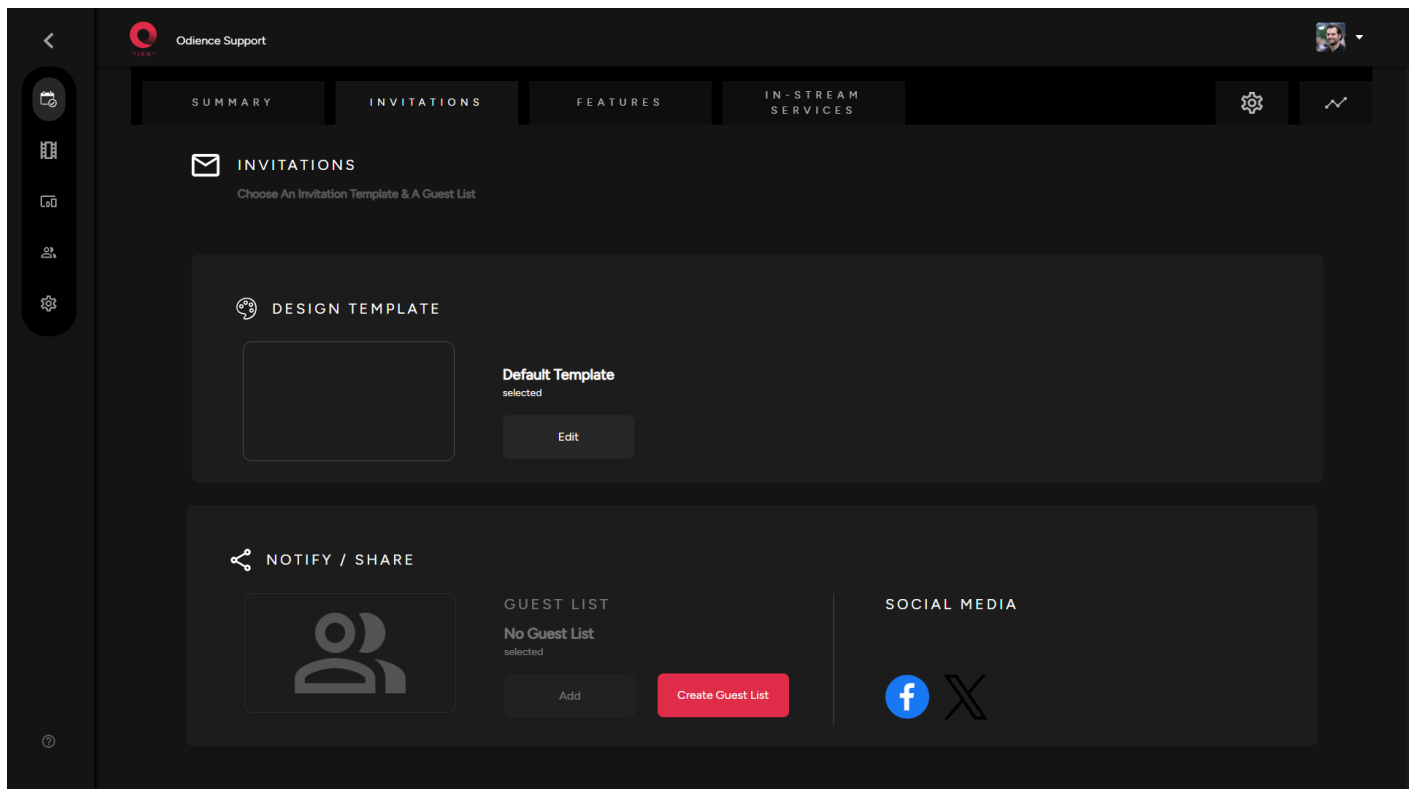 Odience Support
SUMMARY
INVITATIONS
FEATURES
IN-STREAM
SERVICES
INVITATIONS
Choose An Invitation Template & A Guest List
DESIGN TEMPLATE
Default Template
selected
Edit
NOTIFY / SHARE
GUEST LIST
No Guest List
selected
Add
Create Guest List
SOCIAL MEDIA